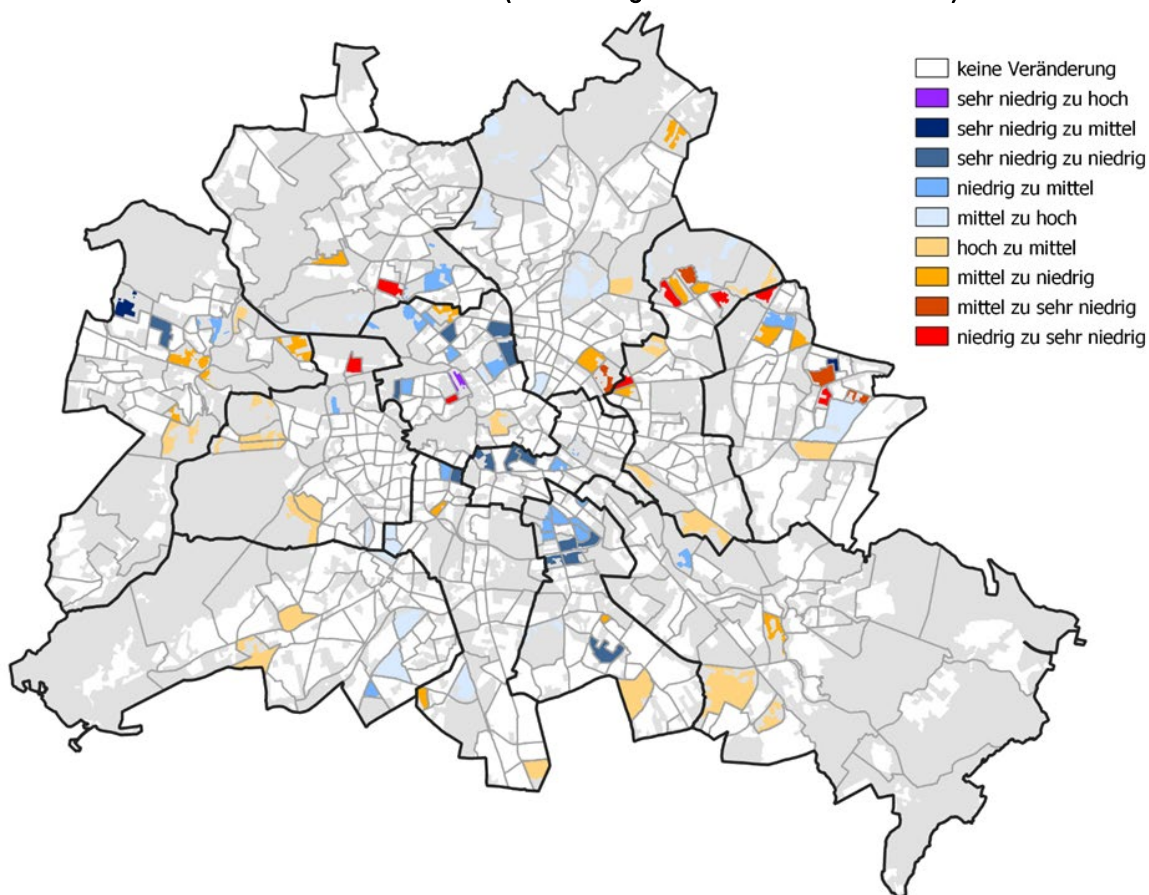 keine Veränderung
sehr niedrig zu hoch
sehr niedrig zu mittel
sehr niedrig zu niedrig
niedrig zu mittel
mittel zu hoch
hoch zu mittel
mittel zu niedrig
mittel zu sehr niedrig
niedrig zu sehr niedrig